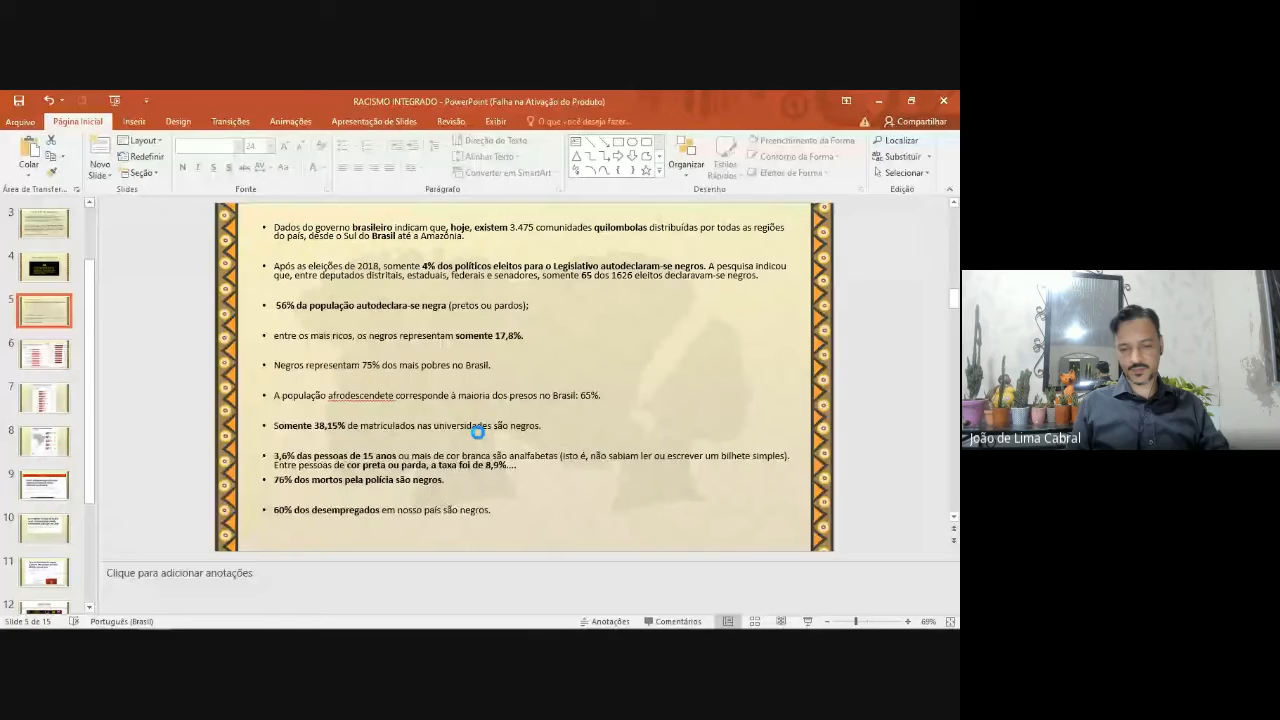 RACISMO INTEGRADO - PowerPoint (Falha na Ativação do Produto)
Arquivo Página Inicial Inserir Design Transições Animações Apresentação de Slides Revisão Exibir O que você deseja fazer... Compartilhar
Colar
Novo Slide
Layout
Redefinir
Seção
24
Direção do Texto
Alinhar Texto
Converter em SmartArt
Organizar
Estilos Rápidos
Preenchimento da Forma
Contorno da Forma
Efeitos de Forma
Localizar
Substituir
Selecionar
Área de Transfer... Slides Fonte Parágrafo Desenho Edição
3
4
5
6
7
8
9
10
11
12
• Dados do governo brasileiro indicam que, hoje, existem 3.475 comunidades quilombolas distribuídas por todas as regiões
do país, desde o Sul do Brasil até a Amazônia.
• Após as eleições de 2018, somente 4% dos políticos eleitos para o Legislativo autodeclaram-se negros. A pesquisa indicou
que, entre deputados distritais, estaduais, federais e senadores, somente 65 dos 1626 eleitos declaravam-se negros.
• 56% da população autodeclara-se negra (pretos ou pardos);
• entre os mais ricos, os negros representam somente 17,8%.
• Negros representam 75% dos mais pobres no Brasil.
• A população afrodescendete corresponde à maioria dos presos no Brasil: 65%.
• Somente 38,15% de matriculados nas universidades são negros.
• 3,6% das pessoas de 15 anos ou mais de cor branca são analfabetas (isto é, não sabiam ler ou escrever um bilhete simples).
Entre pessoas de cor preta ou parda, a taxa foi de 8,9%....
• 76% dos mortos pela polícia são negros.
• 60% dos desempregados em nosso país são negros.
Clique para adicionar anotações
Slide 5 de 15 Português (Brasil) Anotações Comentários 69%
João de Lima Cabral